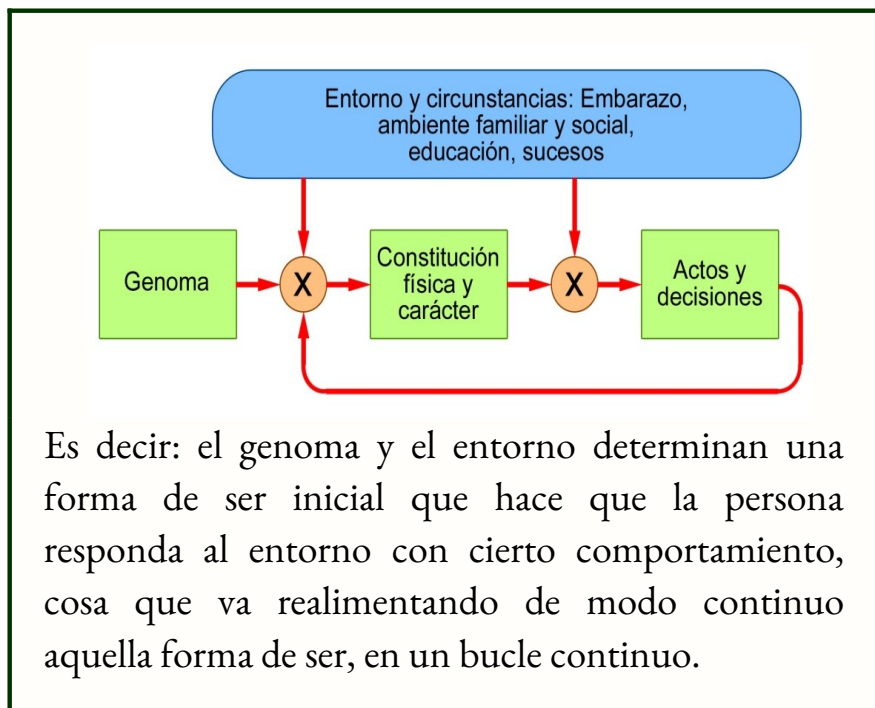 Entorno y circunstancias: Embarazo,
ambiente familiar y social,
educación, sucesos
Genoma
X
Constitución
física y
carácter
X
Actos y
decisiones
Es decir: el genoma y el entorno determinan una
forma de ser inicial que hace que la persona
responda al entorno con cierto comportamiento,
cosa que va realimentando de modo continuo
aquella forma de ser, en un bucle continuo.